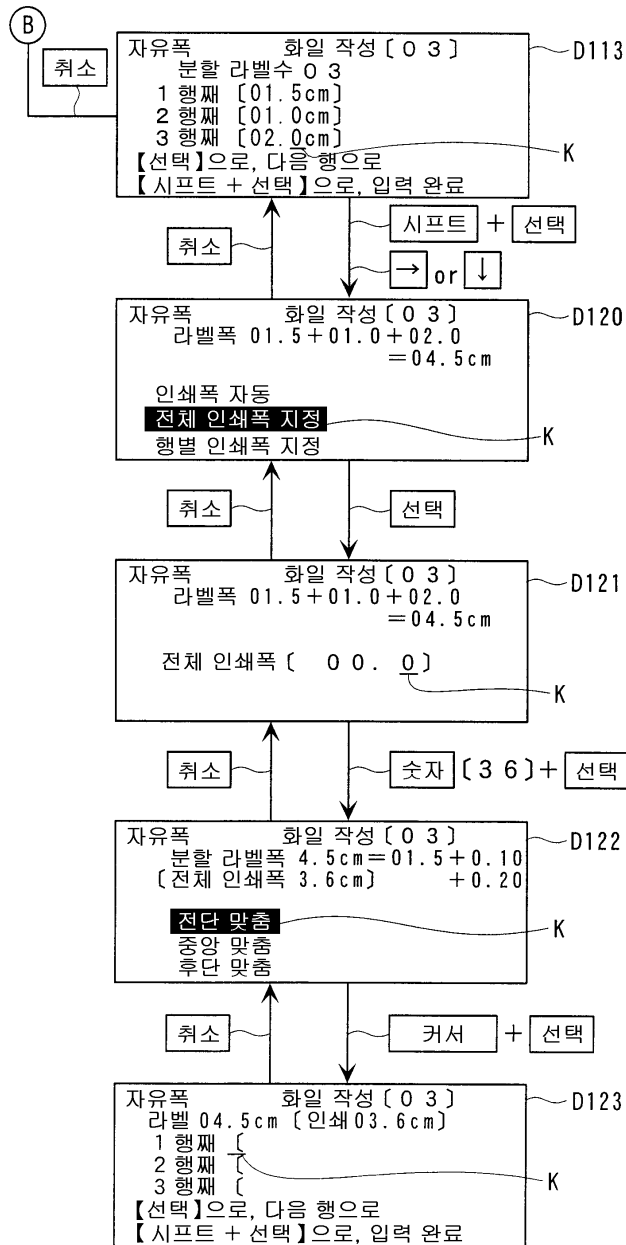 B
취소
자유폭 화일 작성〔０３〕
D113
분할 라벨수 ０３
1 행째 〔01.5cm〕
2 행째 〔01.0cm〕
3 행째 〔02.0cm〕
K
【선택】으로, 다음 행으로
【시프트 + 선택】으로, 입력 완료
취소
시프트 + 선택
→ or ↓
자유폭 화일 작성〔０３〕
D120
라벨폭 01.5＋01.0＋02.0
＝04.5cm
인쇄폭 자동
전체 인쇄폭 지정
K
행별 인쇄폭 지정
취소
선택
자유폭 화일 작성〔０３〕
D121
라벨폭 01.5＋01.0＋02.0
＝04.5cm
전체 인쇄폭〔 ００.０〕
K
취소
숫자〔３６〕＋ 선택
자유폭 화일 작성〔０３〕
D122
분할 라벨폭 4.5cm＝01.5＋0.10
〔전체 인쇄폭 3.6cm〕 ＋0.20
전단 맞춤
K
중앙 맞춤
후단 맞춤
취소
커서 + 선택
자유폭 화일 작성〔０３〕
D123
라벨 04.5cm〔인쇄03.6cm〕
1 행째〔
2 행째〔
K
3 행째〔
【선택】으로, 다음 행으로
【시프트 + 선택】으로, 입력 완료